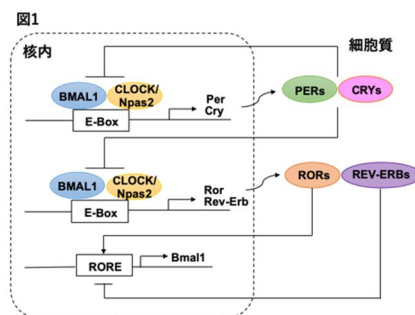 図1
核内
細胞質
BMAL1
CLOCK/
Npas2
E-Box
Per
Cry
PERs
CRYs
BMAL1
CLOCK/
Npas2
E-Box
Ror
Rev-Erb
RORs
REV-ERBs
RORE
Bmal1